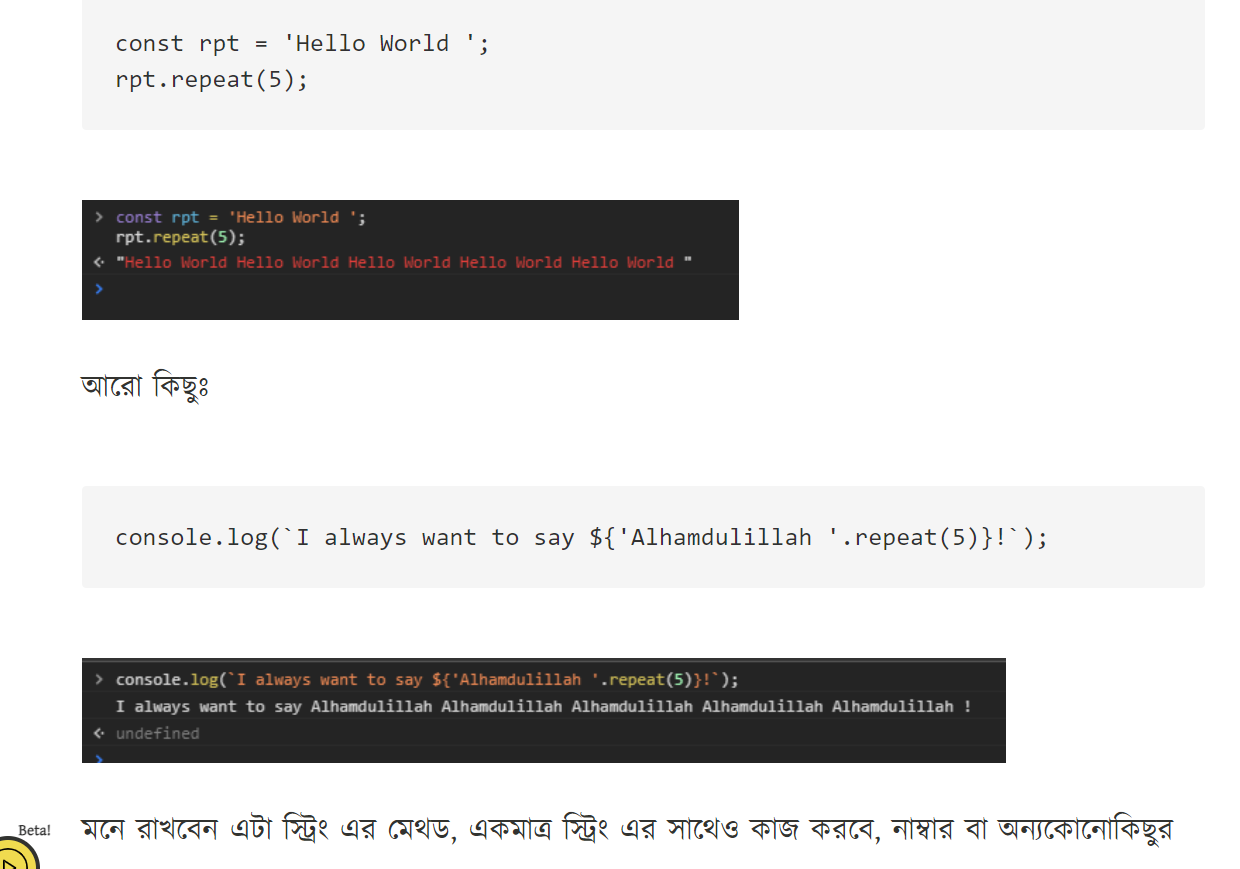 const rpt = 'Hello World ';
rpt.repeat(5);
> const rpt = 'Hello World ';
rpt.repeat(5);
<· "Hello World Hello World Hello World Hello World Hello World "
>
আরো কিছুঃ
console.log(`I always want to say ${'Alhamdulillah '.repeat(5)}!`);
> console.log(`I always want to say ${'Alhamdulillah '.repeat(5)}!`);
I always want to say Alhamdulillah Alhamdulillah Alhamdulillah Alhamdulillah Alhamdulillah !
<· undefined
>
Beta!
মনে রাখবেন এটা স্ট্রিং এর মেথড, একমাত্র স্ট্রিং এর সাথেও কাজ করবে, নাম্বার বা অন্যকোনোকিছুর